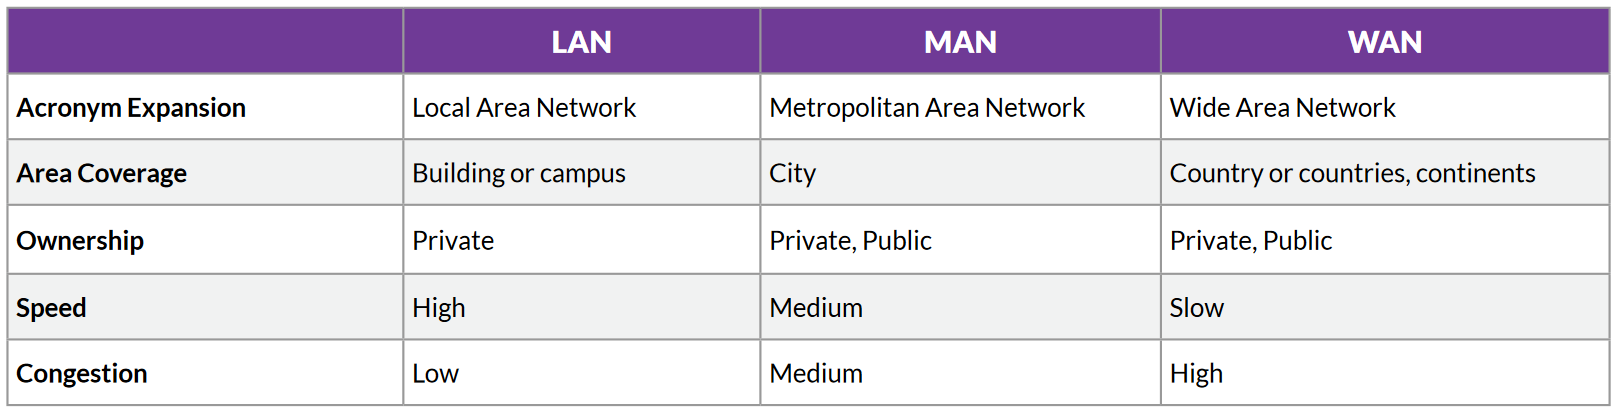 LAN MAN WAN
Acronym Expansion Local Area Network Metropolitan Area Network Wide Area Network
Area Coverage Building or campus City Country or countries, continents
Ownership Private Private, Public Private, Public
Speed High Medium Slow
Congestion Low Medium High